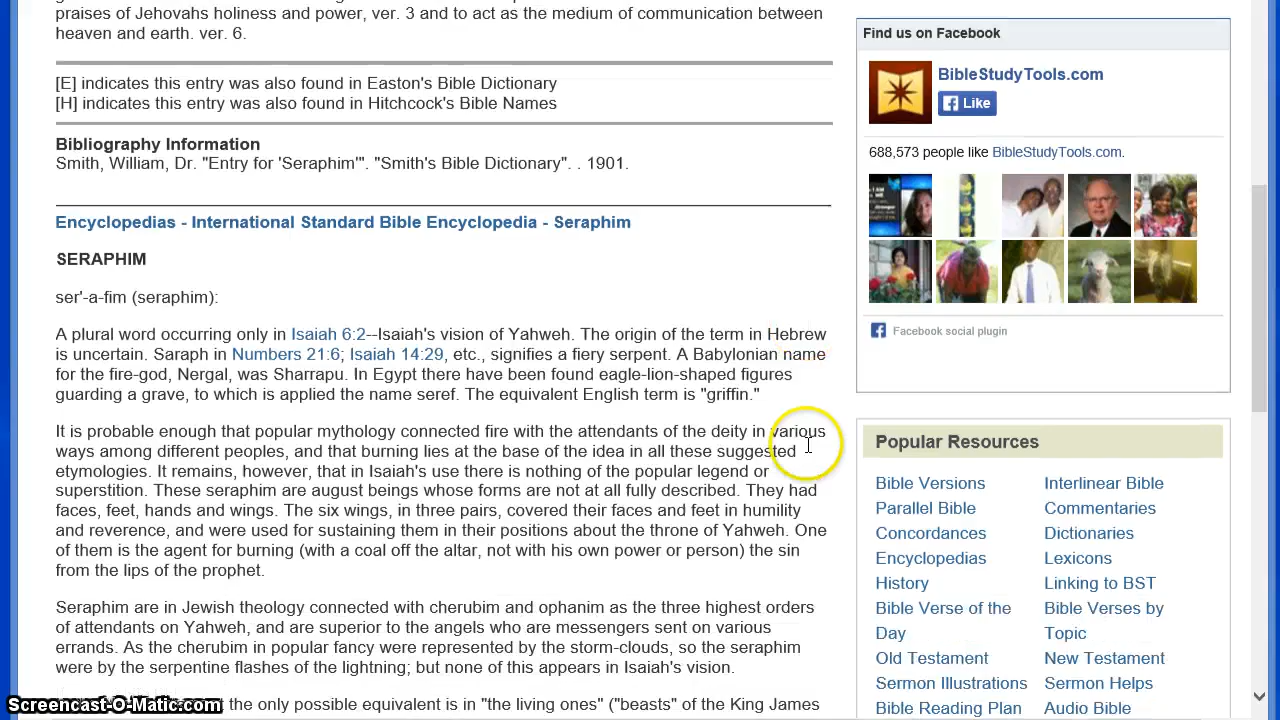 praises of Jehovahs holiness and power, ver. 3 and to act as the medium of communication between
heaven and earth. ver. 6.
[E] indicates this entry was also found in Easton's Bible Dictionary
[H] indicates this entry was also found in Hitchcock's Bible Names
Bibliography Information
Smith, William, Dr. "Entry for 'Seraphim'". "Smith's Bible Dictionary". . 1901.
Encyclopedias - International Standard Bible Encyclopedia - Seraphim
SERAPHIM
ser'-a-fim (seraphim):
A plural word occurring only in Isaiah 6:2--Isaiah's vision of Yahweh. The origin of the term in Hebrew
is uncertain. Saraph in Numbers 21:6; Isaiah 14:29, etc., signifies a fiery serpent. A Babylonian name
for the fire-god, Nergal, was Sharrapu. In Egypt there have been found eagle-lion-shaped figures
guarding a grave, to which is applied the name seref. The equivalent English term is "griffin."
It is probable enough that popular mythology connected fire with the attendants of the deity in various
ways among different peoples, and that burning lies at the base of the idea in all these suggested
etymologies. It remains, however, that in Isaiah's use there is nothing of the popular legend or
superstition. These seraphim are august beings whose forms are not at all fully described. They had
faces, feet, hands and wings. The six wings, in three pairs, covered their faces and feet in humility
and reverence, and were used for sustaining them in their positions about the throne of Yahweh. One
of them is the agent for burning (with a coal off the altar, not with his own power or person) the sin
from the lips of the prophet.
Seraphim are in Jewish theology connected with cherubim and ophanim as the three highest orders
of attendants on Yahweh, and are superior to the angels who are messengers sent on various
errands. As the cherubim in popular fancy were represented by the storm-clouds, so the seraphim
were by the serpentine flashes of the lightning; but none of this appears in Isaiah's vision.
the only possible equivalent is in "the living ones" ("beasts" of the King James
Screencast-O-Matic.com
Find us on Facebook
BibleStudyTools.com
Like
688,573 people like BibleStudyTools.com.
Facebook social plugin
Popular Resources
Bible Versions
Interlinear Bible
Parallel Bible
Commentaries
Concordances
Dictionaries
Encyclopedias
Lexicons
History
Linking to BST
Bible Verse of the
Day
Bible Verses by
Topic
Old Testament
New Testament
Sermon Illustrations
Sermon Helps
Bible Reading Plan
Audio Bible